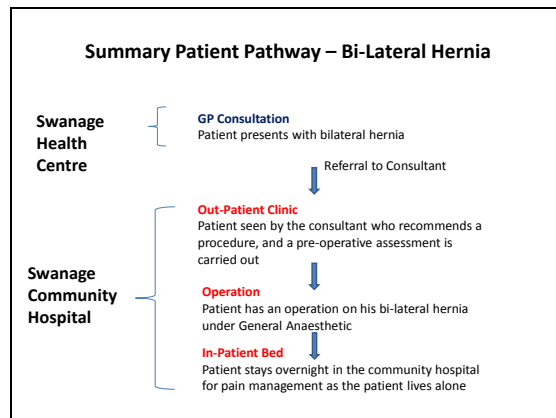 Summary Patient Pathway – Bi-Lateral Hernia
Swanage
Health
Centre
GP Consultation
Patient presents with bilateral hernia
Referral to Consultant
Swanage
Community
Hospital
Out-Patient Clinic
Patient seen by the consultant who recommends a
procedure, and a pre-operative assessment is
carried out
Operation
Patient has an operation on his bi-lateral hernia
under General Anaesthetic
In-Patient Bed
Patient stays overnight in the community hospital
for pain management as the patient lives alone